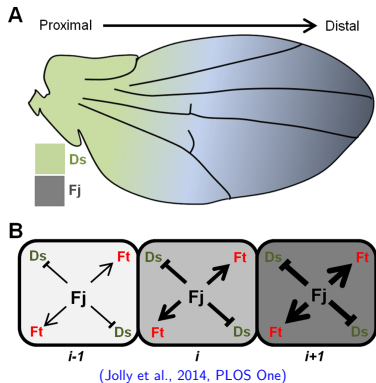 A
Proximal Distal
Ds
Fj
B
Ds Ft Ds Ft Ds Ft
Fj Fj Fj
Ft Ds Ft Ds Ft Ds
i-1 i i+1
(Jolly et al., 2014, PLOS One)